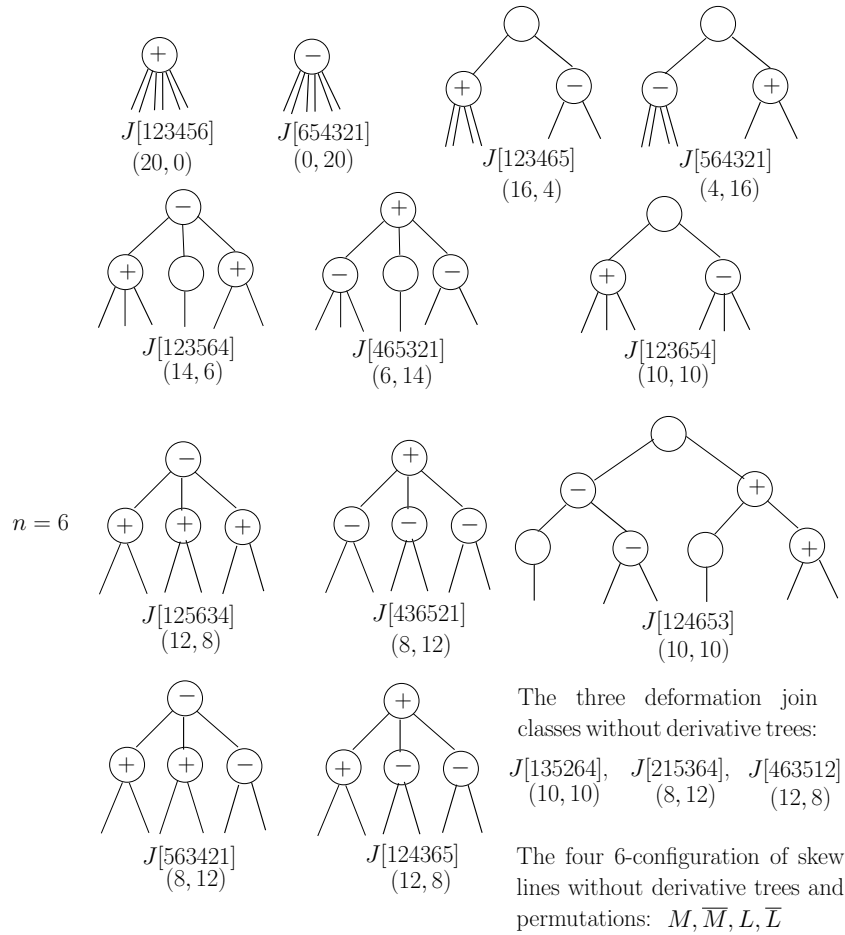 + − + − − +
J[123456] J[654321] J[123465] J[564321]
(20, 0) (0, 20) (16, 4) (4, 16)
− +
+ + − − + −
J[123564] J[465321] J[123654]
(14, 6) (6, 14) (10, 10)
− +
− +
n = 6 + + + − − −
− +
J[125634] J[436521] J[124653]
(12, 8) (8, 12) (10, 10)
− +
+ + − + − −
J[563421] J[124365]
(8, 12) (12, 8)
The three deformation join
classes without derivative trees:
J[135264], J[215364], J[463512]
(10, 10) (8, 12) (12, 8)
The four 6-configuration of skew
lines without derivative trees and
permutations: M, M̅, L, L̅